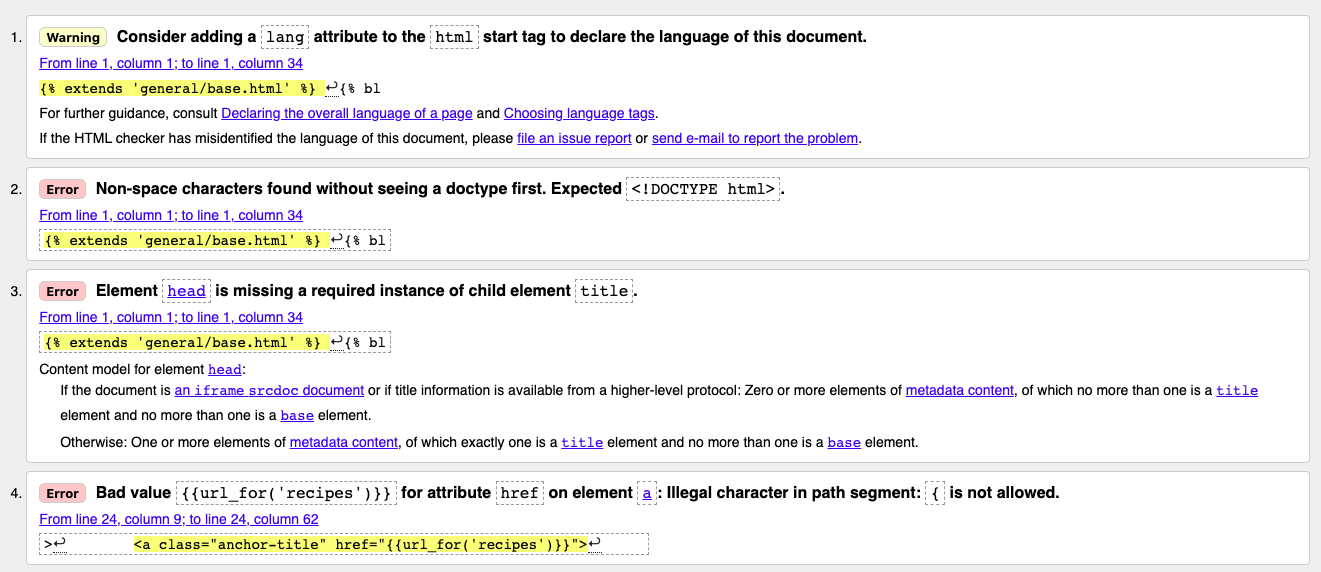 1. Warning Consider adding a lang attribute to the html start tag to declare the language of this document.
From line 1, column 1; to line 1, column 34
{% extends 'general/base.html' %} ↩{% bl
For further guidance, consult Declaring the overall language of a page and Choosing language tags.
If the HTML checker has misidentified the language of this document, please file an issue report or send e-mail to report the problem.
2. Error Non-space characters found without seeing a doctype first. Expected <!DOCTYPE html>.
From line 1, column 1; to line 1, column 34
{% extends 'general/base.html' %} ↩{% bl
3. Error Element head is missing a required instance of child element title.
From line 1, column 1; to line 1, column 34
{% extends 'general/base.html' %} ↩{% bl
Content model for element head:
If the document is an iframe srcdoc document or if title information is available from a higher-level protocol: Zero or more elements of metadata content, of which no more than one is a title
element and no more than one is a base element.
Otherwise: One or more elements of metadata content, of which exactly one is a title element and no more than one is a base element.
4. Error Bad value {{url_for('recipes')}} for attribute href on element a: Illegal character in path segment: { is not allowed.
From line 24, column 9; to line 24, column 62
>↩ <a class="anchor-title" href="{{url_for('recipes')}}">↩